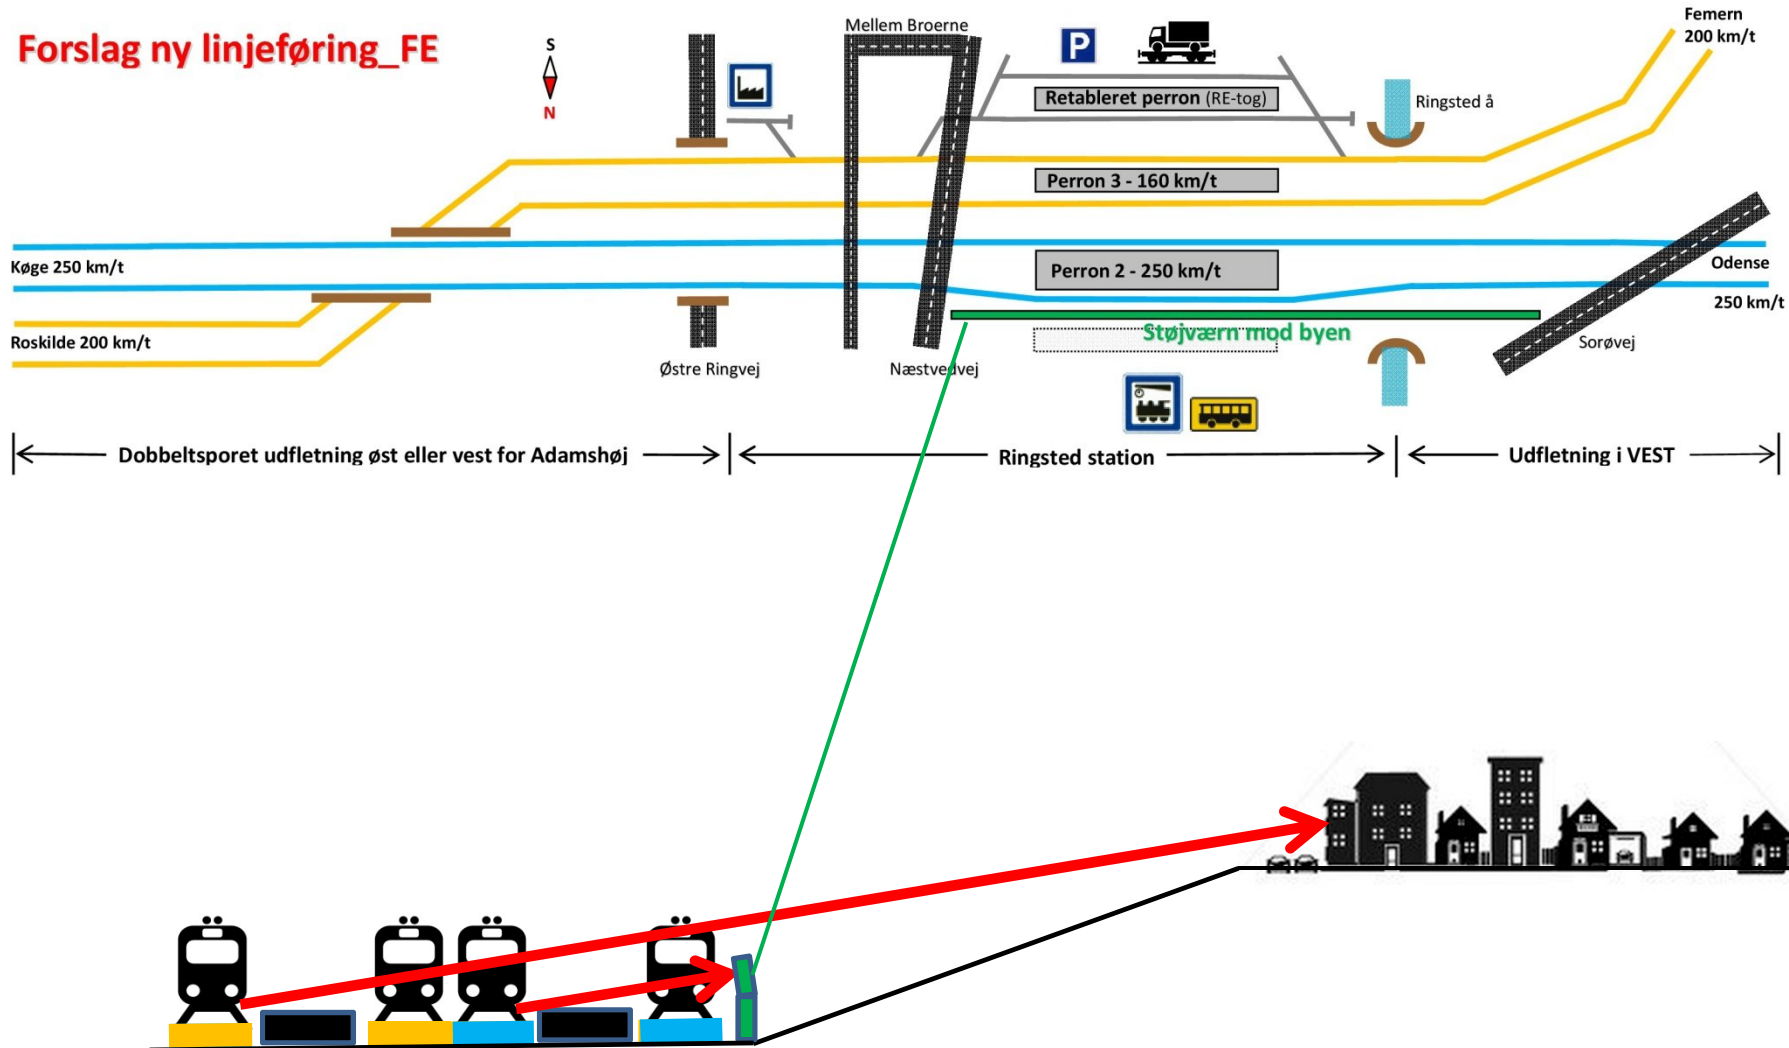 Forslag ny linjeføring_FE
S
N
Mellem Broerne
P
Femern
200 km/t
Retableret perron (RE-tog)
Ringsted å
Perron 3 - 160 km/t
Køge 250 km/t
Perron 2 - 250 km/t
Odense
250 km/t
Roskilde 200 km/t
Støjværn mod byen
Sorøvej
Østre Ringvej
Næstvedvej
Dobbeltsporet udfletning øst eller vest for Adamshøj
Ringsted station
Udfletning i VEST